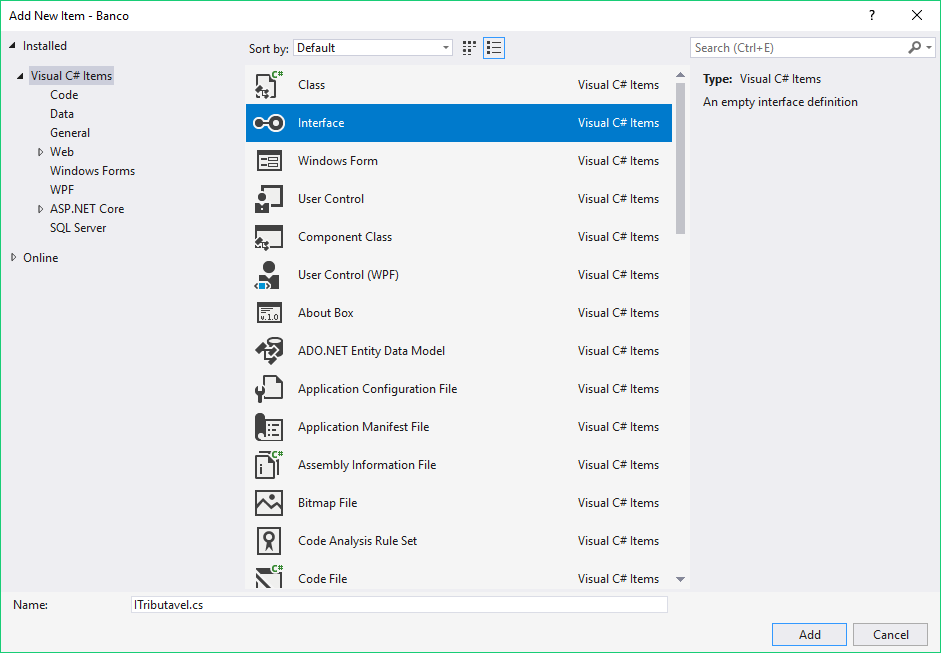 Add New Item - Banco
?
Installed
Visual C# Items
Code
Data
General
Web
Windows Forms
WPF
ASP.NET Core
SQL Server
Online
Sort by: Default
C# Class Visual C# Items
Interface Visual C# Items
Windows Form Visual C# Items
User Control Visual C# Items
Component Class Visual C# Items
User Control (WPF) Visual C# Items
v.1.0 About Box Visual C# Items
ADO.NET Entity Data Model Visual C# Items
Application Configuration File Visual C# Items
Application Manifest File Visual C# Items
C# Assembly Information File Visual C# Items
Bitmap File Visual C# Items
Code Analysis Rule Set Visual C# Items
C# Code File Visual C# Items
Search (Ctrl+E)
Type: Visual C# Items
An empty interface definition
Name: ITributavel.cs
Add Cancel